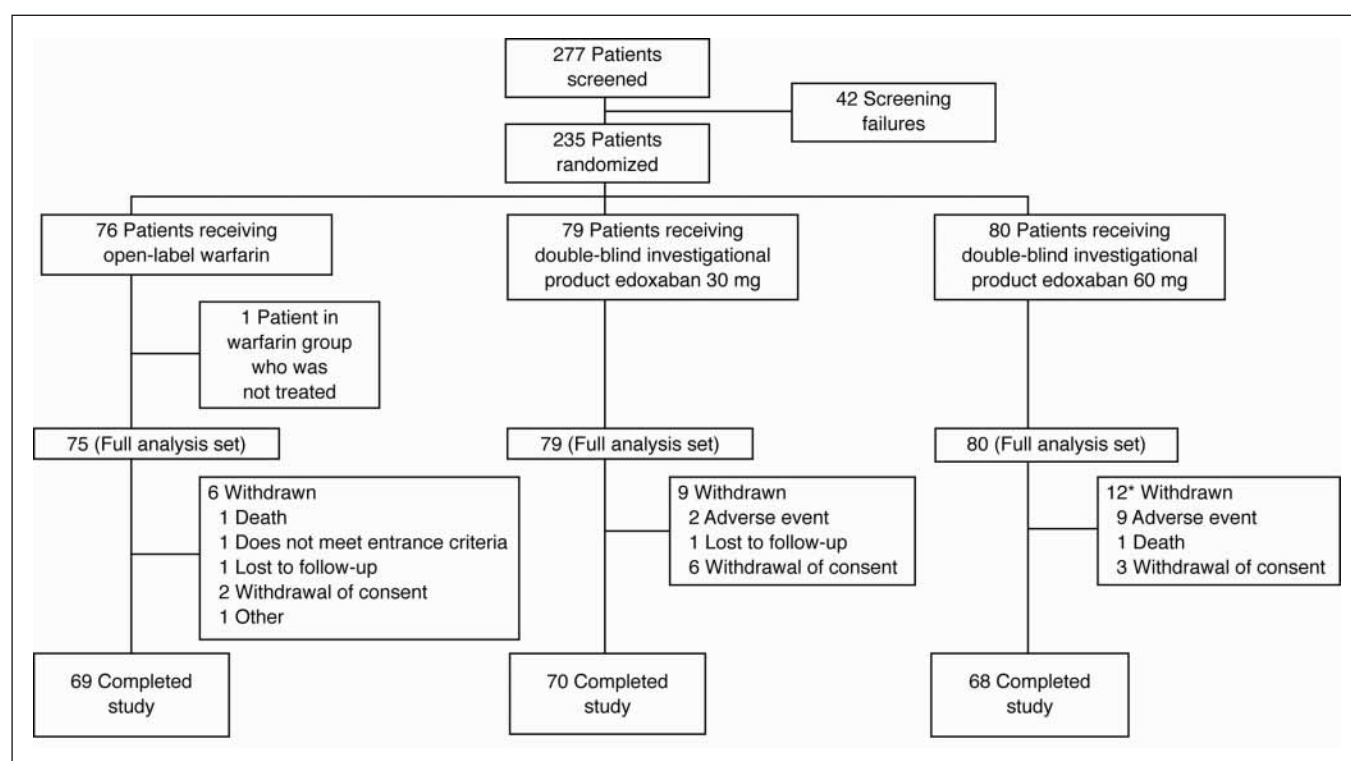 277 Patients
screened
42 Screening
failures
235 Patients
randomized
76 Patients receiving
open-label warfarin
79 Patients receiving
double-blind investigational
product edoxaban 30 mg
80 Patients receiving
double-blind investigational
product edoxaban 60 mg
1 Patient in
warfarin group
who was
not treated
75 (Full analysis set)
79 (Full analysis set)
80 (Full analysis set)
6 Withdrawn
1 Death
1 Does not meet entrance criteria
1 Lost to follow-up
2 Withdrawal of consent
1 Other
9 Withdrawn
2 Adverse event
1 Lost to follow-up
6 Withdrawal of consent
12* Withdrawn
9 Adverse event
1 Death
3 Withdrawal of consent
69 Completed
study
70 Completed
study
68 Completed
study